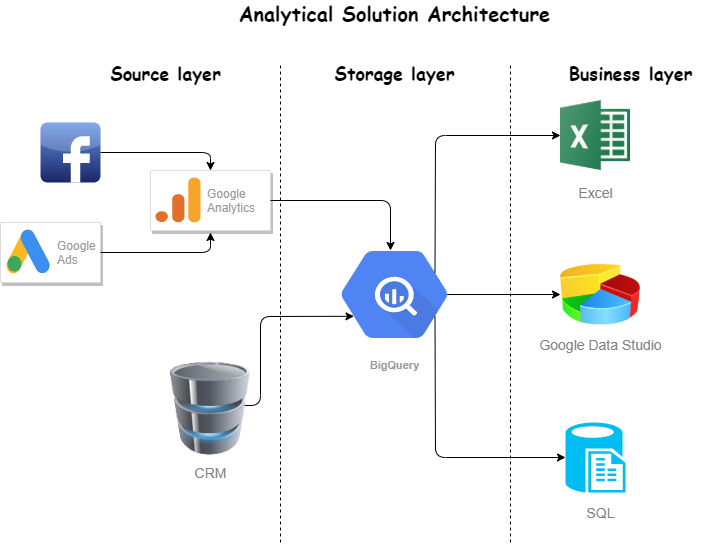 Analytical Solution Architecture
Source layer
Storage layer
Business layer
f
Google
Analytics
X
Excel
Google
Ads
Google Data Studio
BigQuery
CRM
SQL